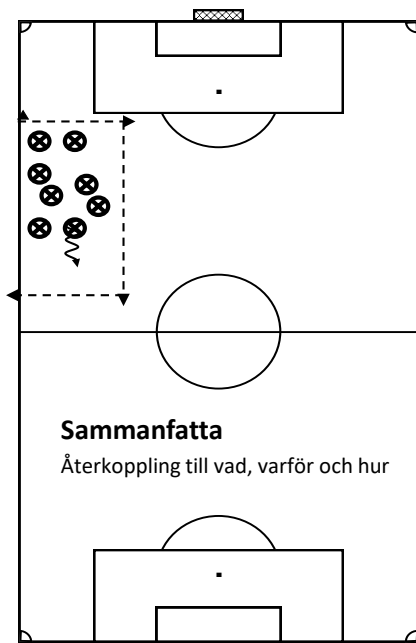 Sammanfatta
Återkoppling till vad, varför och hur